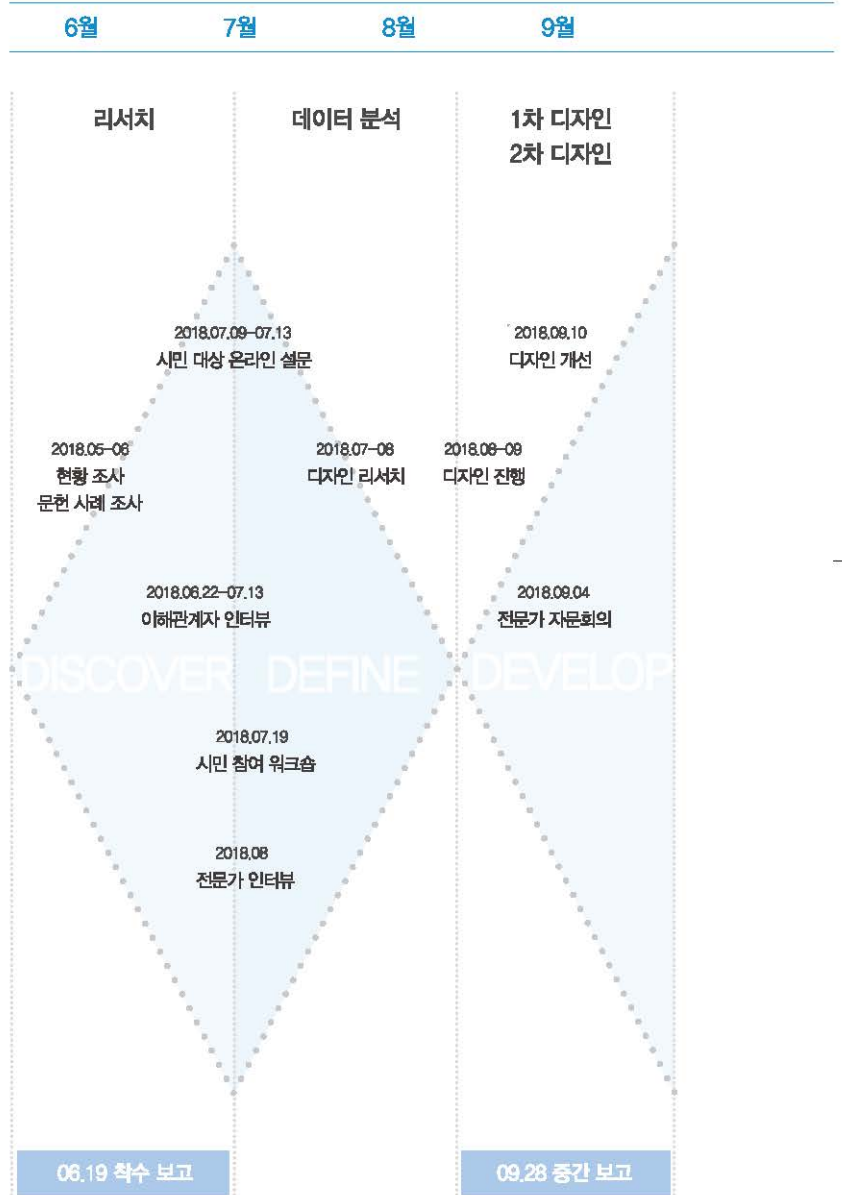 6월 7월 8월 9월
리서치 데이터 분석 1차 디자인
2차 디자인
2018.07.09-07.13
시민 대상 온라인 설문
2018.09.10
디자인 개선
2018.05-06
현황 조사
문헌 사례 조사
2018.07-08
디자인 리서치
2018.08-09
디자인 진행
2018.06.22-07.13
이해관계자 인터뷰
2018.09.04
전문가 자문회의
DISCOVER DEFINE DEVELOP
2018.07.19
시민 참여 워크숍
2018.08
전문가 인터뷰
06.19 착수 보고 09.28 중간 보고